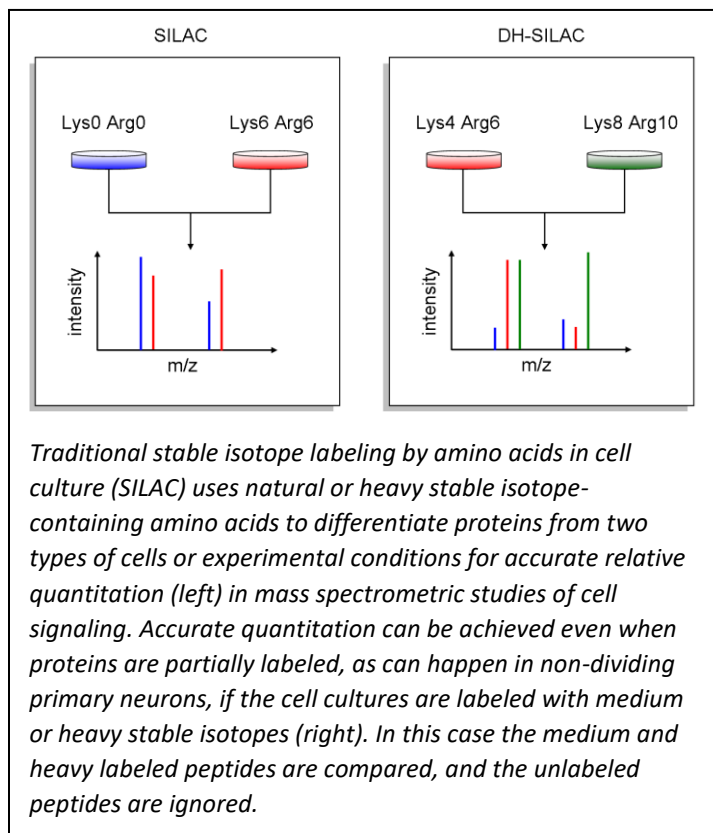 SILAC
DH-SILAC
Lys0 Arg0
Lys6 Arg6
Lys4 Arg6
Lys8 Arg10
intensity
m/z
intensity
m/z
Traditional stable isotope labeling by amino acids in cell
culture (SILAC) uses natural or heavy stable isotope-
containing amino acids to differentiate proteins from two
types of cells or experimental conditions for accurate relative
quantitation (left) in mass spectrometric studies of cell
signaling. Accurate quantitation can be achieved even when
proteins are partially labeled, as can happen in non-dividing
primary neurons, if the cell cultures are labeled with medium
or heavy stable isotopes (right). In this case the medium and
heavy labeled peptides are compared, and the unlabeled
peptides are ignored.